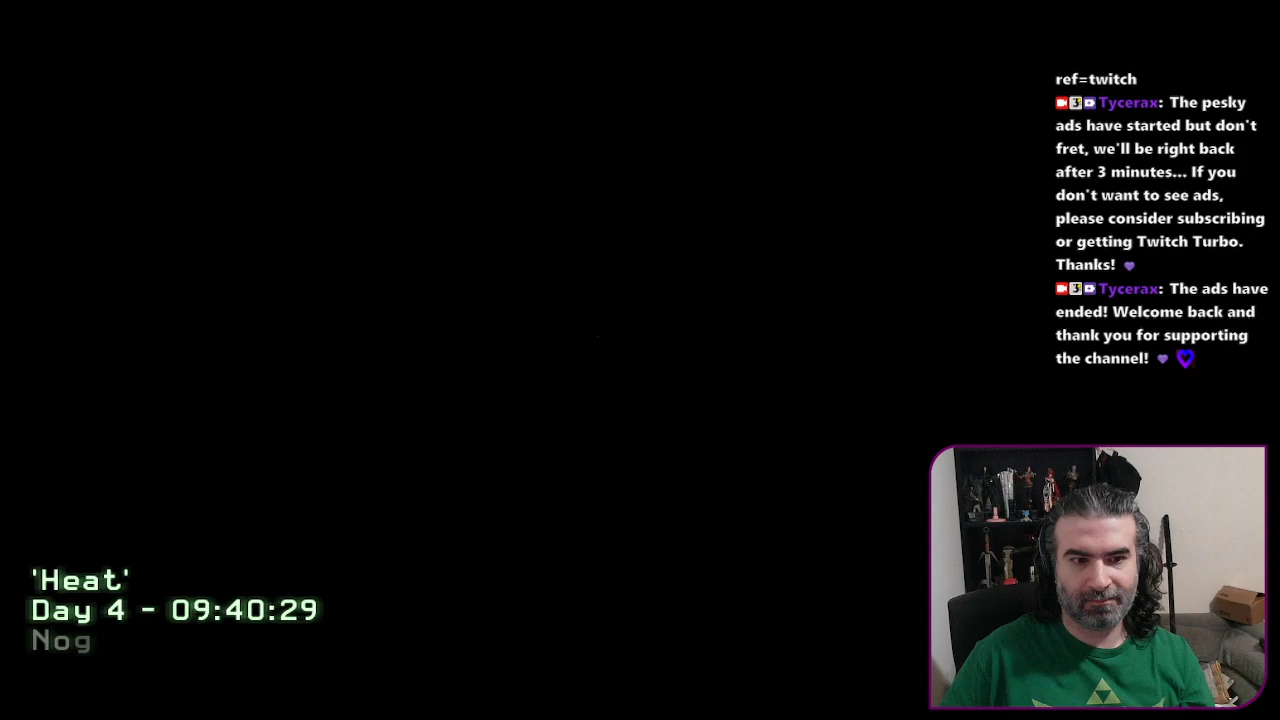 ref=twitch
Tycerax: The pesky
ads have started but don't
fret, we'll be right back
after 3 minutes... If you
don't want to see ads,
please consider subscribing
or getting Twitch Turbo.
Thanks!
Tycerax: The ads have
ended! Welcome back and
thank you for supporting
the channel!
'Heat'
Day 4 - 09:40:29
Nog